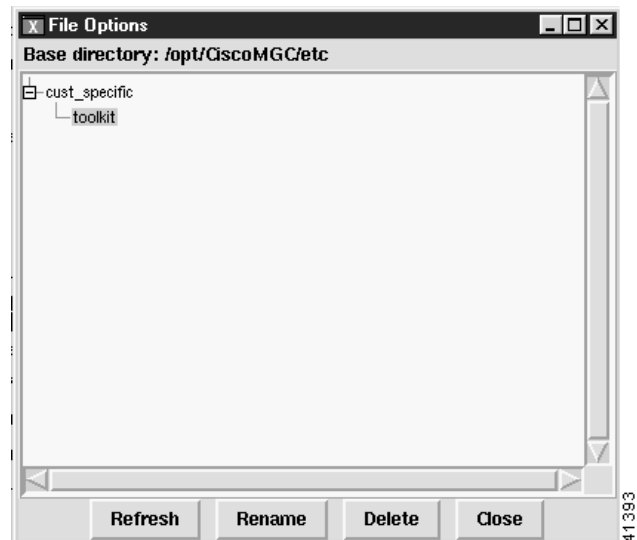 X File Options
Base directory: /opt/CiscoMGC/etc
cust_specific
toolkit
Refresh Rename Delete Close
41393